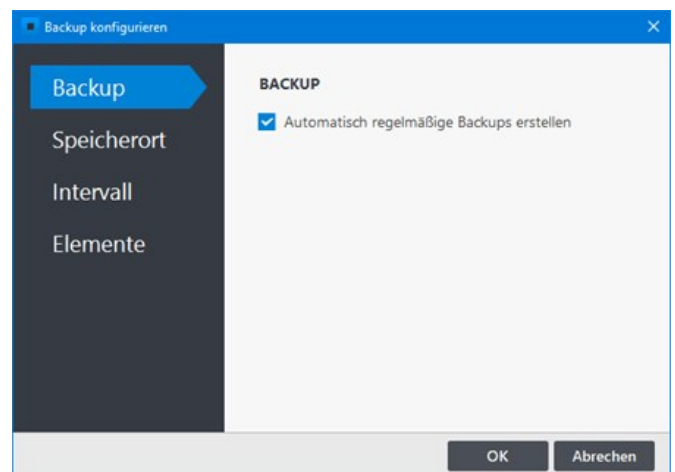 Backup konfigurieren
Backup
Speicherort
Intervall
Elemente
BACKUP
Automatisch regelmäßige Backups erstellen
OK
Abrechen